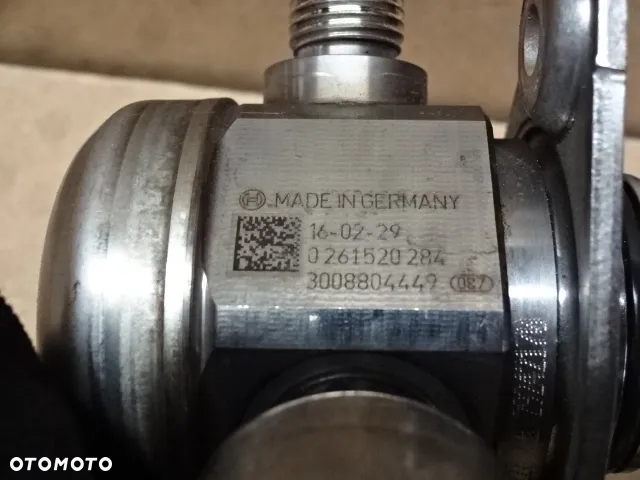 MADE IN GERMANY
16-02-29
0 261 520 284
3008804449 087
OTOMOTO